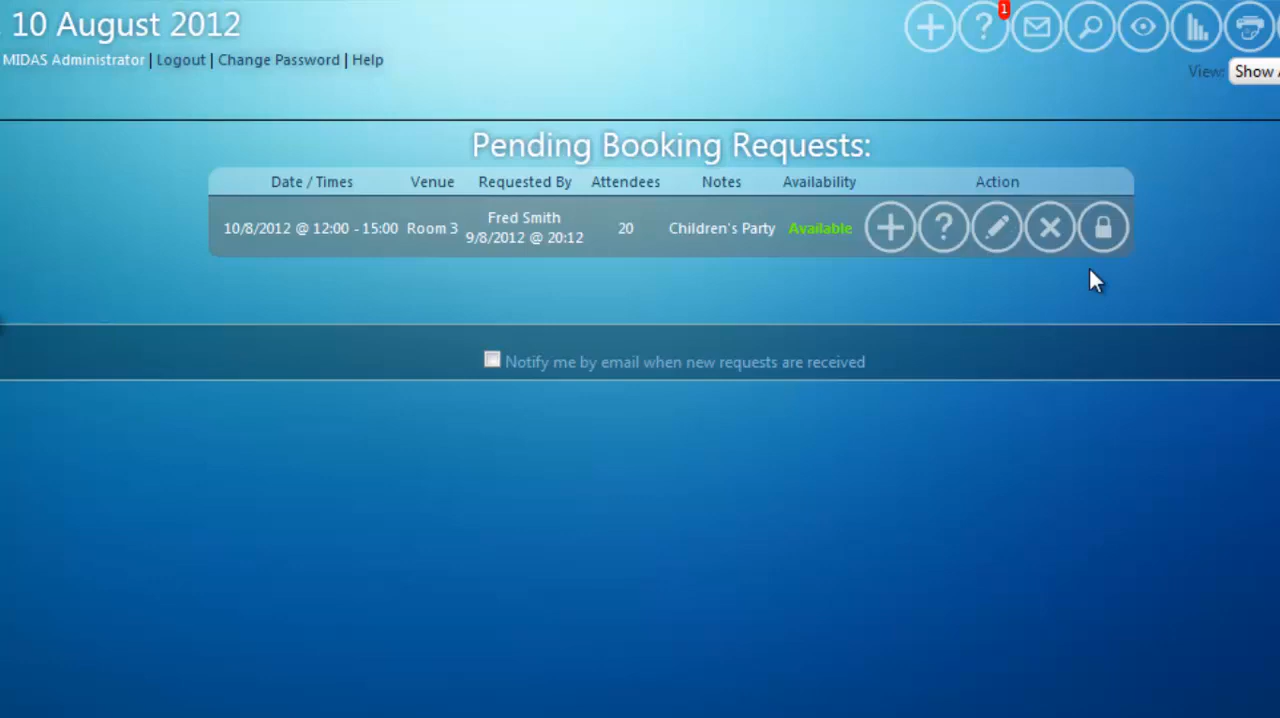 10 August 2012
1
MIDAS Administrator | Logout | Change Password | Help
View: Show
Pending Booking Requests:
Date / Times Venue Requested By Attendees Notes Availability Action
10/8/2012 @ 12:00 - 15:00 Room 3 Fred Smith 9/8/2012 @ 20:12 20 Children's Party Available
Notify me by email when new requests are received